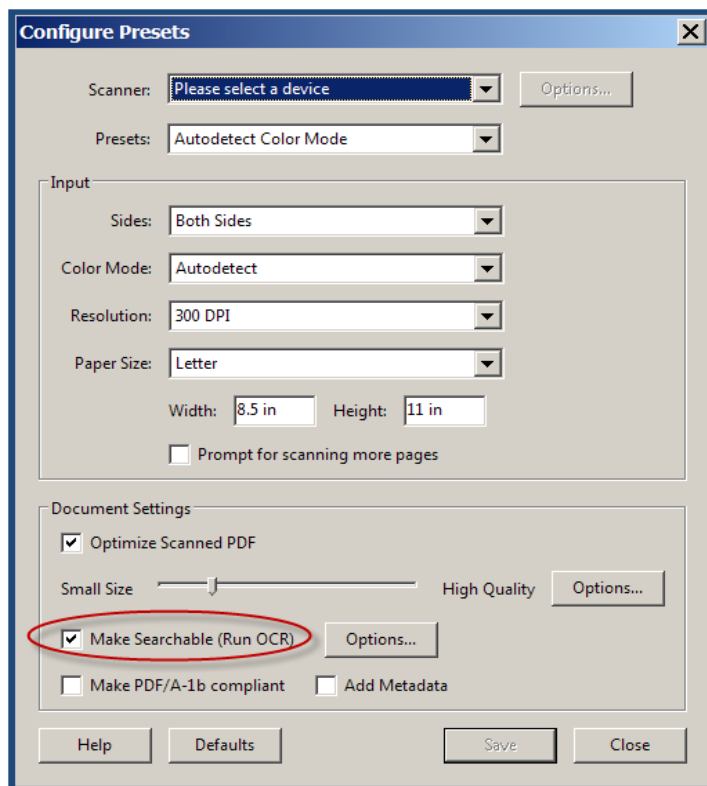 Configure Presets
Scanner: Please select a device Options...
Presets: Autodetect Color Mode
Input
Sides: Both Sides
Color Mode: Autodetect
Resolution: 300 DPI
Paper Size: Letter
Width: 8.5 in Height: 11 in
Prompt for scanning more pages
Document Settings
Optimize Scanned PDF
Small Size High Quality Options...
Make Searchable (Run OCR) Options...
Make PDF/A-1b compliant Add Metadata
Help Defaults Save Close